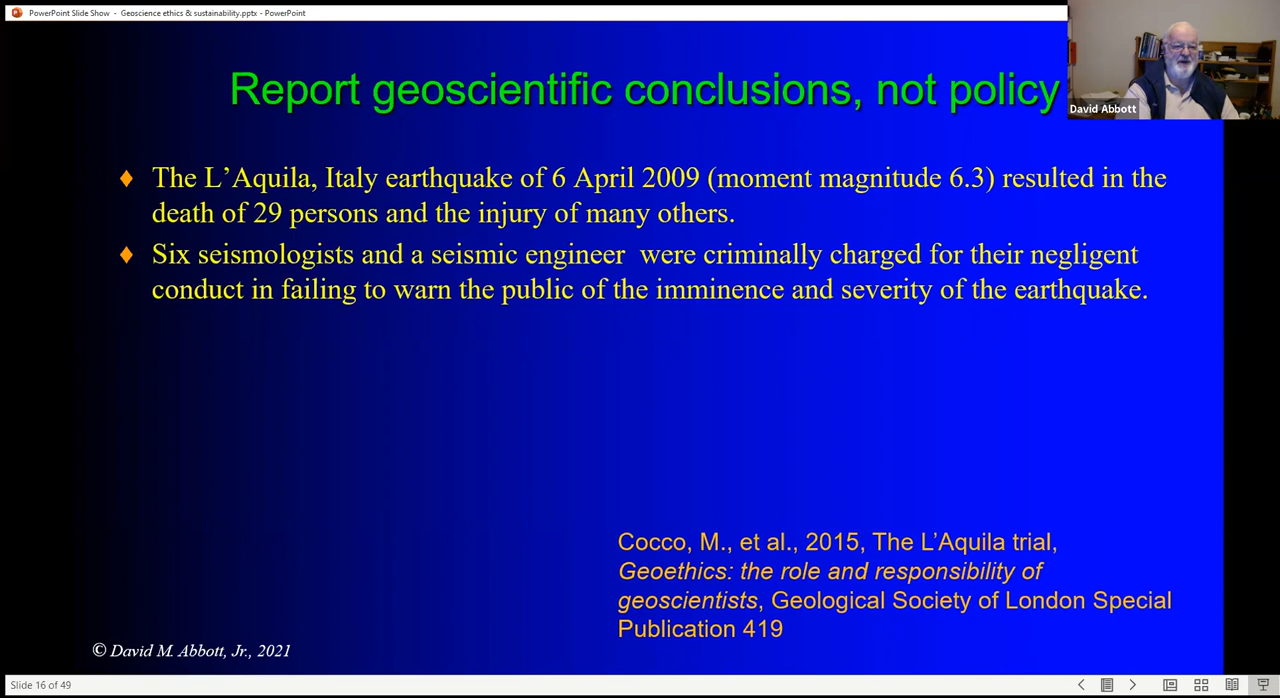 PowerPoint Slide Show - Geoscience ethics & sustainability.pptx - PowerPoint
Report geoscientific conclusions, not policy
David Abbott
♦ The L’Aquila, Italy earthquake of 6 April 2009 (moment magnitude 6.3) resulted in the
death of 29 persons and the injury of many others.
♦ Six seismologists and a seismic engineer were criminally charged for their negligent
conduct in failing to warn the public of the imminence and severity of the earthquake.
Cocco, M., et al., 2015, The L’Aquila trial,
Geoethics: the role and responsibility of
geoscientists, Geological Society of London Special
Publication 419
© David M. Abbott, Jr., 2021
Slide 16 of 49